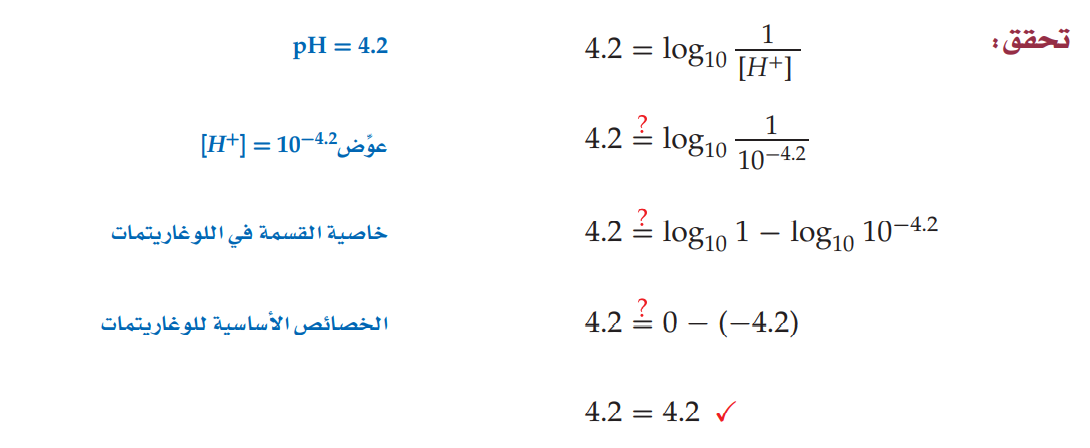 تحقق:
4.2 = log₁₀ 1/[H⁺] pH = 4.2
4.2 ≟ log₁₀ 1/10⁻⁴·² عوِّض [H⁺] = 10⁻⁴·²
4.2 ≟ log₁₀ 1 − log₁₀ 10⁻⁴·² خاصية القسمة في اللوغاريتمات
4.2 ≟ 0 − (−4.2) الخصائص الأساسية للوغاريتمات
4.2 = 4.2 ✓